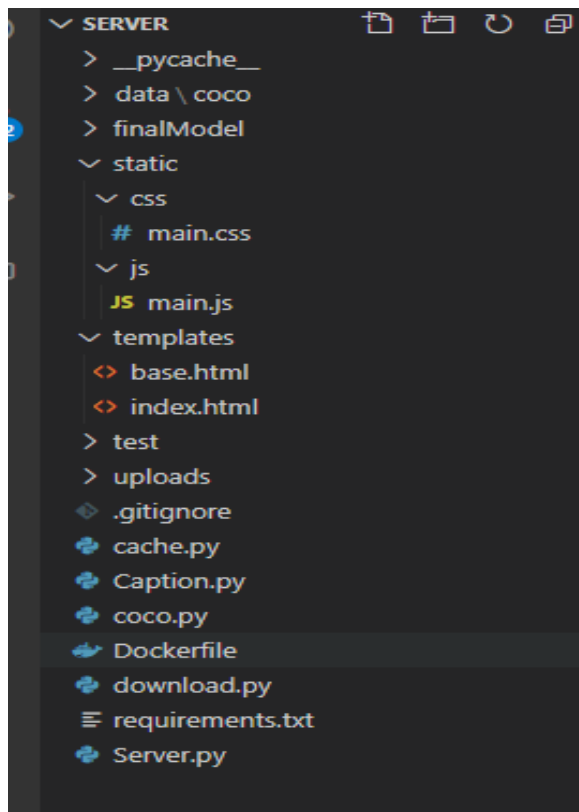 SERVER
__pycache__
data \ coco
finalModel
static
css
# main.css
js
JS main.js
templates
<> base.html
<> index.html
test
uploads
.gitignore
cache.py
Caption.py
coco.py
Dockerfile
download.py
requirements.txt
Server.py